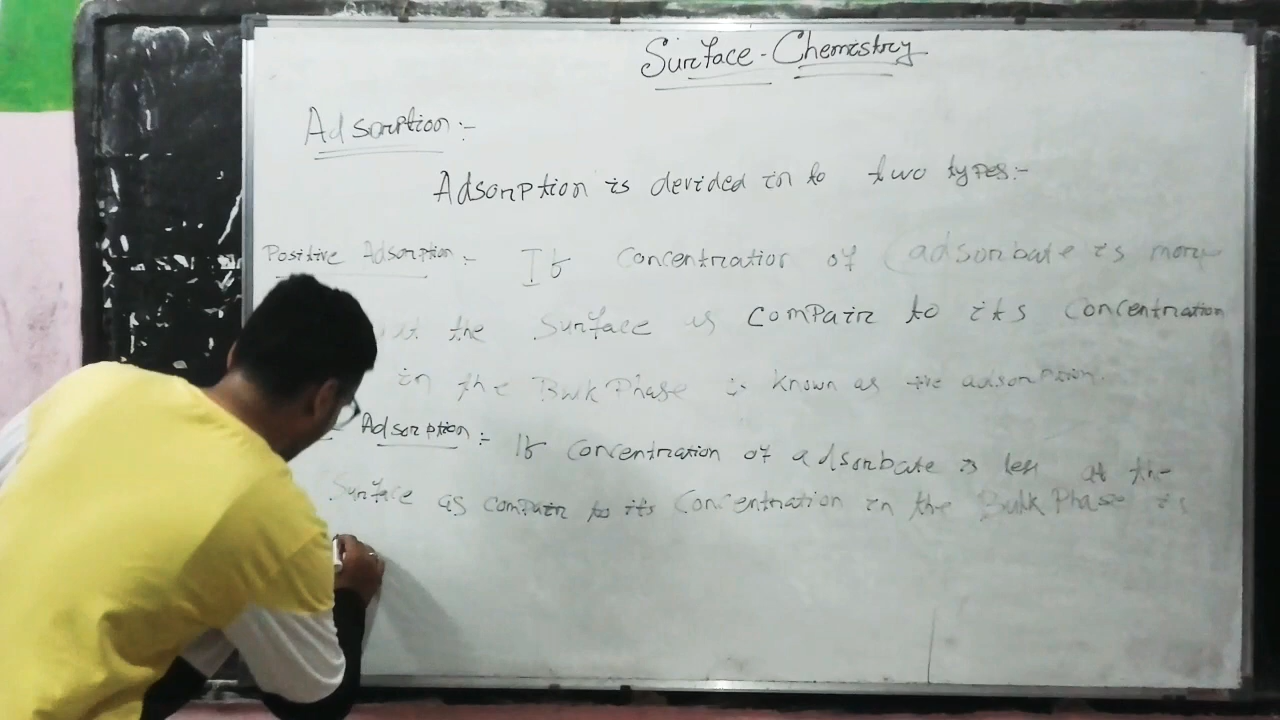 Surface-Chemistry
Adsorption:-
Adsorption is devided in to two types:-
Positive Adsorption:- If Concentration of adsorbate is more
at the Surface as ComPair to its Concentration
in the Bulk Phase is known as +ive adsorption.
Adsorption:- If Concentration of adsorbate is less at the
Surface as comPair to its Concentration in the Bulk Phase is